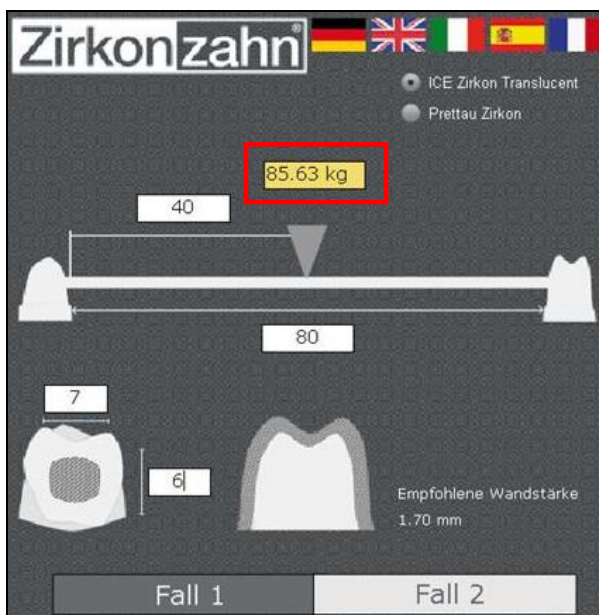 Zirkonzahn®
ICE Zirkon Translucent
Prettau Zirkon
85.63 kg
40
80
7
6
Empfohlene Wandstärke
1.70 mm
Fall 1
Fall 2